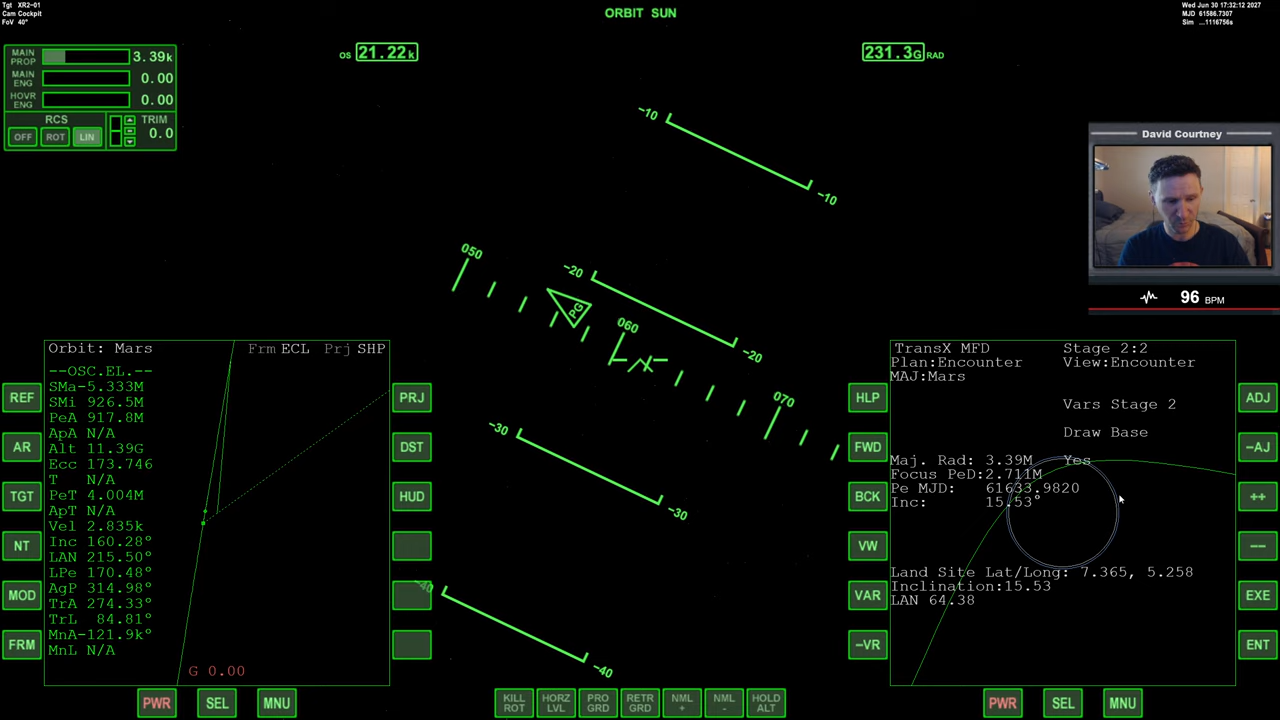 Tgt XR2-01
Cam Cockpit
FoV 40°
ORBIT SUN
Wed Jun 30 17:32:12 2027
MJD 61586.7307
Sim ...1116756s
MAIN PROP 3.39k
MAIN ENG 0.00
HOVR ENG 0.00
RCS
OFF ROT LIN
TRIM
0.0
OS 21.22k
231.3G RAD
-10 -10
050
-20
PG
060
-20
070
-30
-30
-40
-40
David Courtney
96 BPM
Orbit: Mars Frm ECL Prj SHP
--OSC.EL.--
SMa-5.333M
SMi 926.5M
PeA 917.8M
ApA N/A
Alt 11.39G
Ecc 173.746
T N/A
PeT 4.004M
ApT N/A
Vel 2.835k
Inc 160.28°
LAN 215.50°
LPe 170.48°
AgP 314.98°
TrA 274.33°
TrL 84.81°
MnA-121.9k°
MnL N/A
G 0.00
REF
AR
TGT
NT
MOD
FRM
PRJ
DST
HUD
PWR SEL MNU
KILL ROT
HORZ LVL
PRO GRD
RETR GRD
NML +
NML -
HOLD ALT
TransX MFD Stage 2:2
Plan:Encounter View:Encounter
MAJ:Mars
Vars Stage 2
Draw Base
Maj. Rad: 3.39M Yes
Focus PeD:2.711M
Pe MJD: 61633.9820
Inc: 15.53°
Land Site Lat/Long: 7.365, 5.258
Inclination:15.53
LAN 64.38
HLP
FWD
BCK
VW
VAR
-VR
ADJ
-AJ
++
--
EXE
ENT
PWR SEL MNU